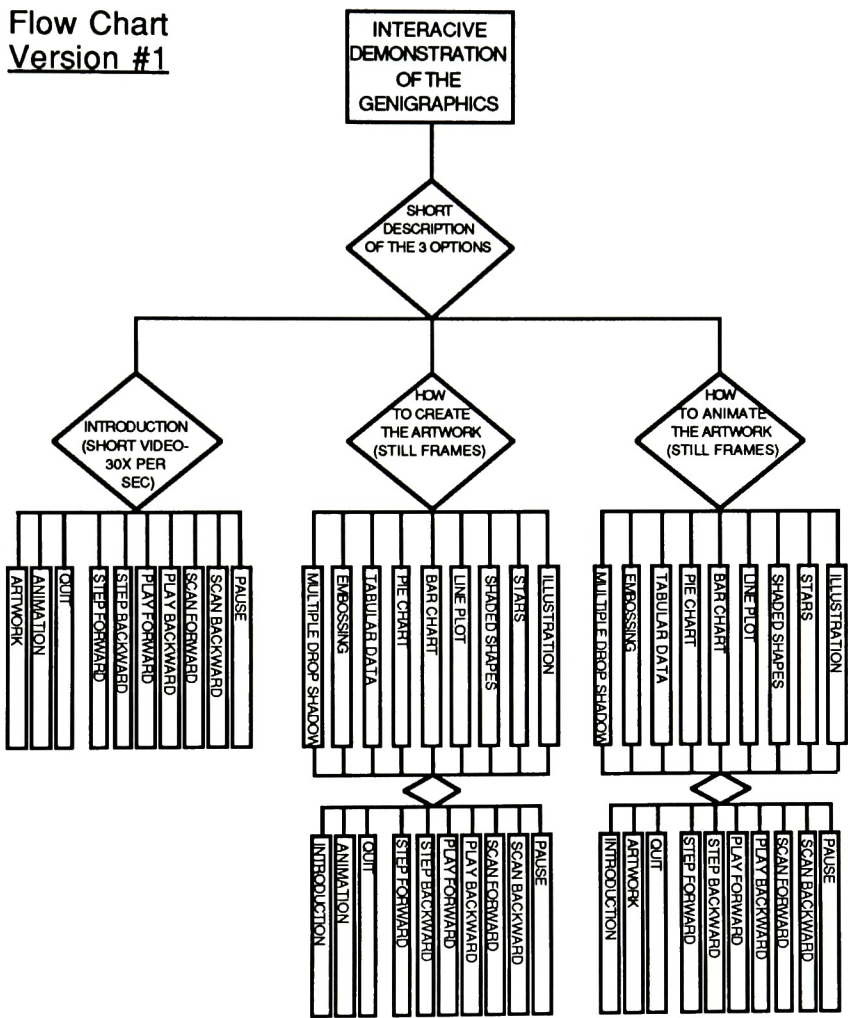 Flow Chart
Version #1
INTERACIVE
DEMONSTRATION
OF THE
GENIGRAPHICS
SHORT
DESCRIPTION
OF THE 3 OPTIONS
INTRODUCTION
(SHORT VIDEO-
30X PER
SEC)
HOW
TO CREATE
THE ARTWORK
(STILL FRAMES)
HOW
TO ANIMATE
THE ARTWORK
(STILL FRAMES)
ARTWORK
ANIMATION
QUIT
STEP FORWARD
STEP BACKWARD
PLAY FORWARD
PLAY BACKWARD
SCAN FORWARD
SCAN BACKWARD
PAUSE
MULTIPLE DROP SHADOW
EMBOSSING
TABULAR DATA
PIE CHART
BAR CHART
LINE PLOT
SHADED SHAPES
STARS
ILLUSTRATION
MULTIPLE DROP SHADOW
EMBOSSING
TABULAR DATA
PIE CHART
BAR CHART
LINE PLOT
SHADED SHAPES
STARS
ILLUSTRATION
INTRODUCTION
ANIMATION
QUIT
STEP FORWARD
STEP BACKWARD
PLAY FORWARD
PLAY BACKWARD
SCAN FORWARD
SCAN BACKWARD
PAUSE
INTRODUCTION
ARTWORK
QUIT
STEP FORWARD
STEP BACKWARD
PLAY FORWARD
PLAY BACKWARD
SCAN FORWARD
SCAN BACKWARD
PAUSE